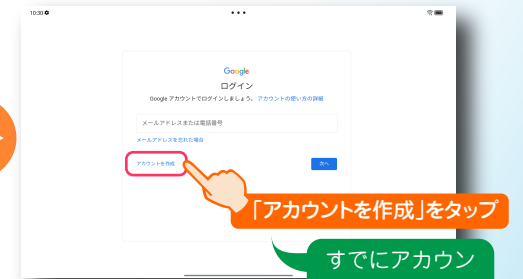 10:30
Google
ログイン
Google アカウントでログインしましょう。アカウントの使い方の詳細
メールアドレスまたは電話番号
メールアドレスを忘れた場合
アカウントを作成
次へ
「アカウントを作成」をタップ
すでにアカウン